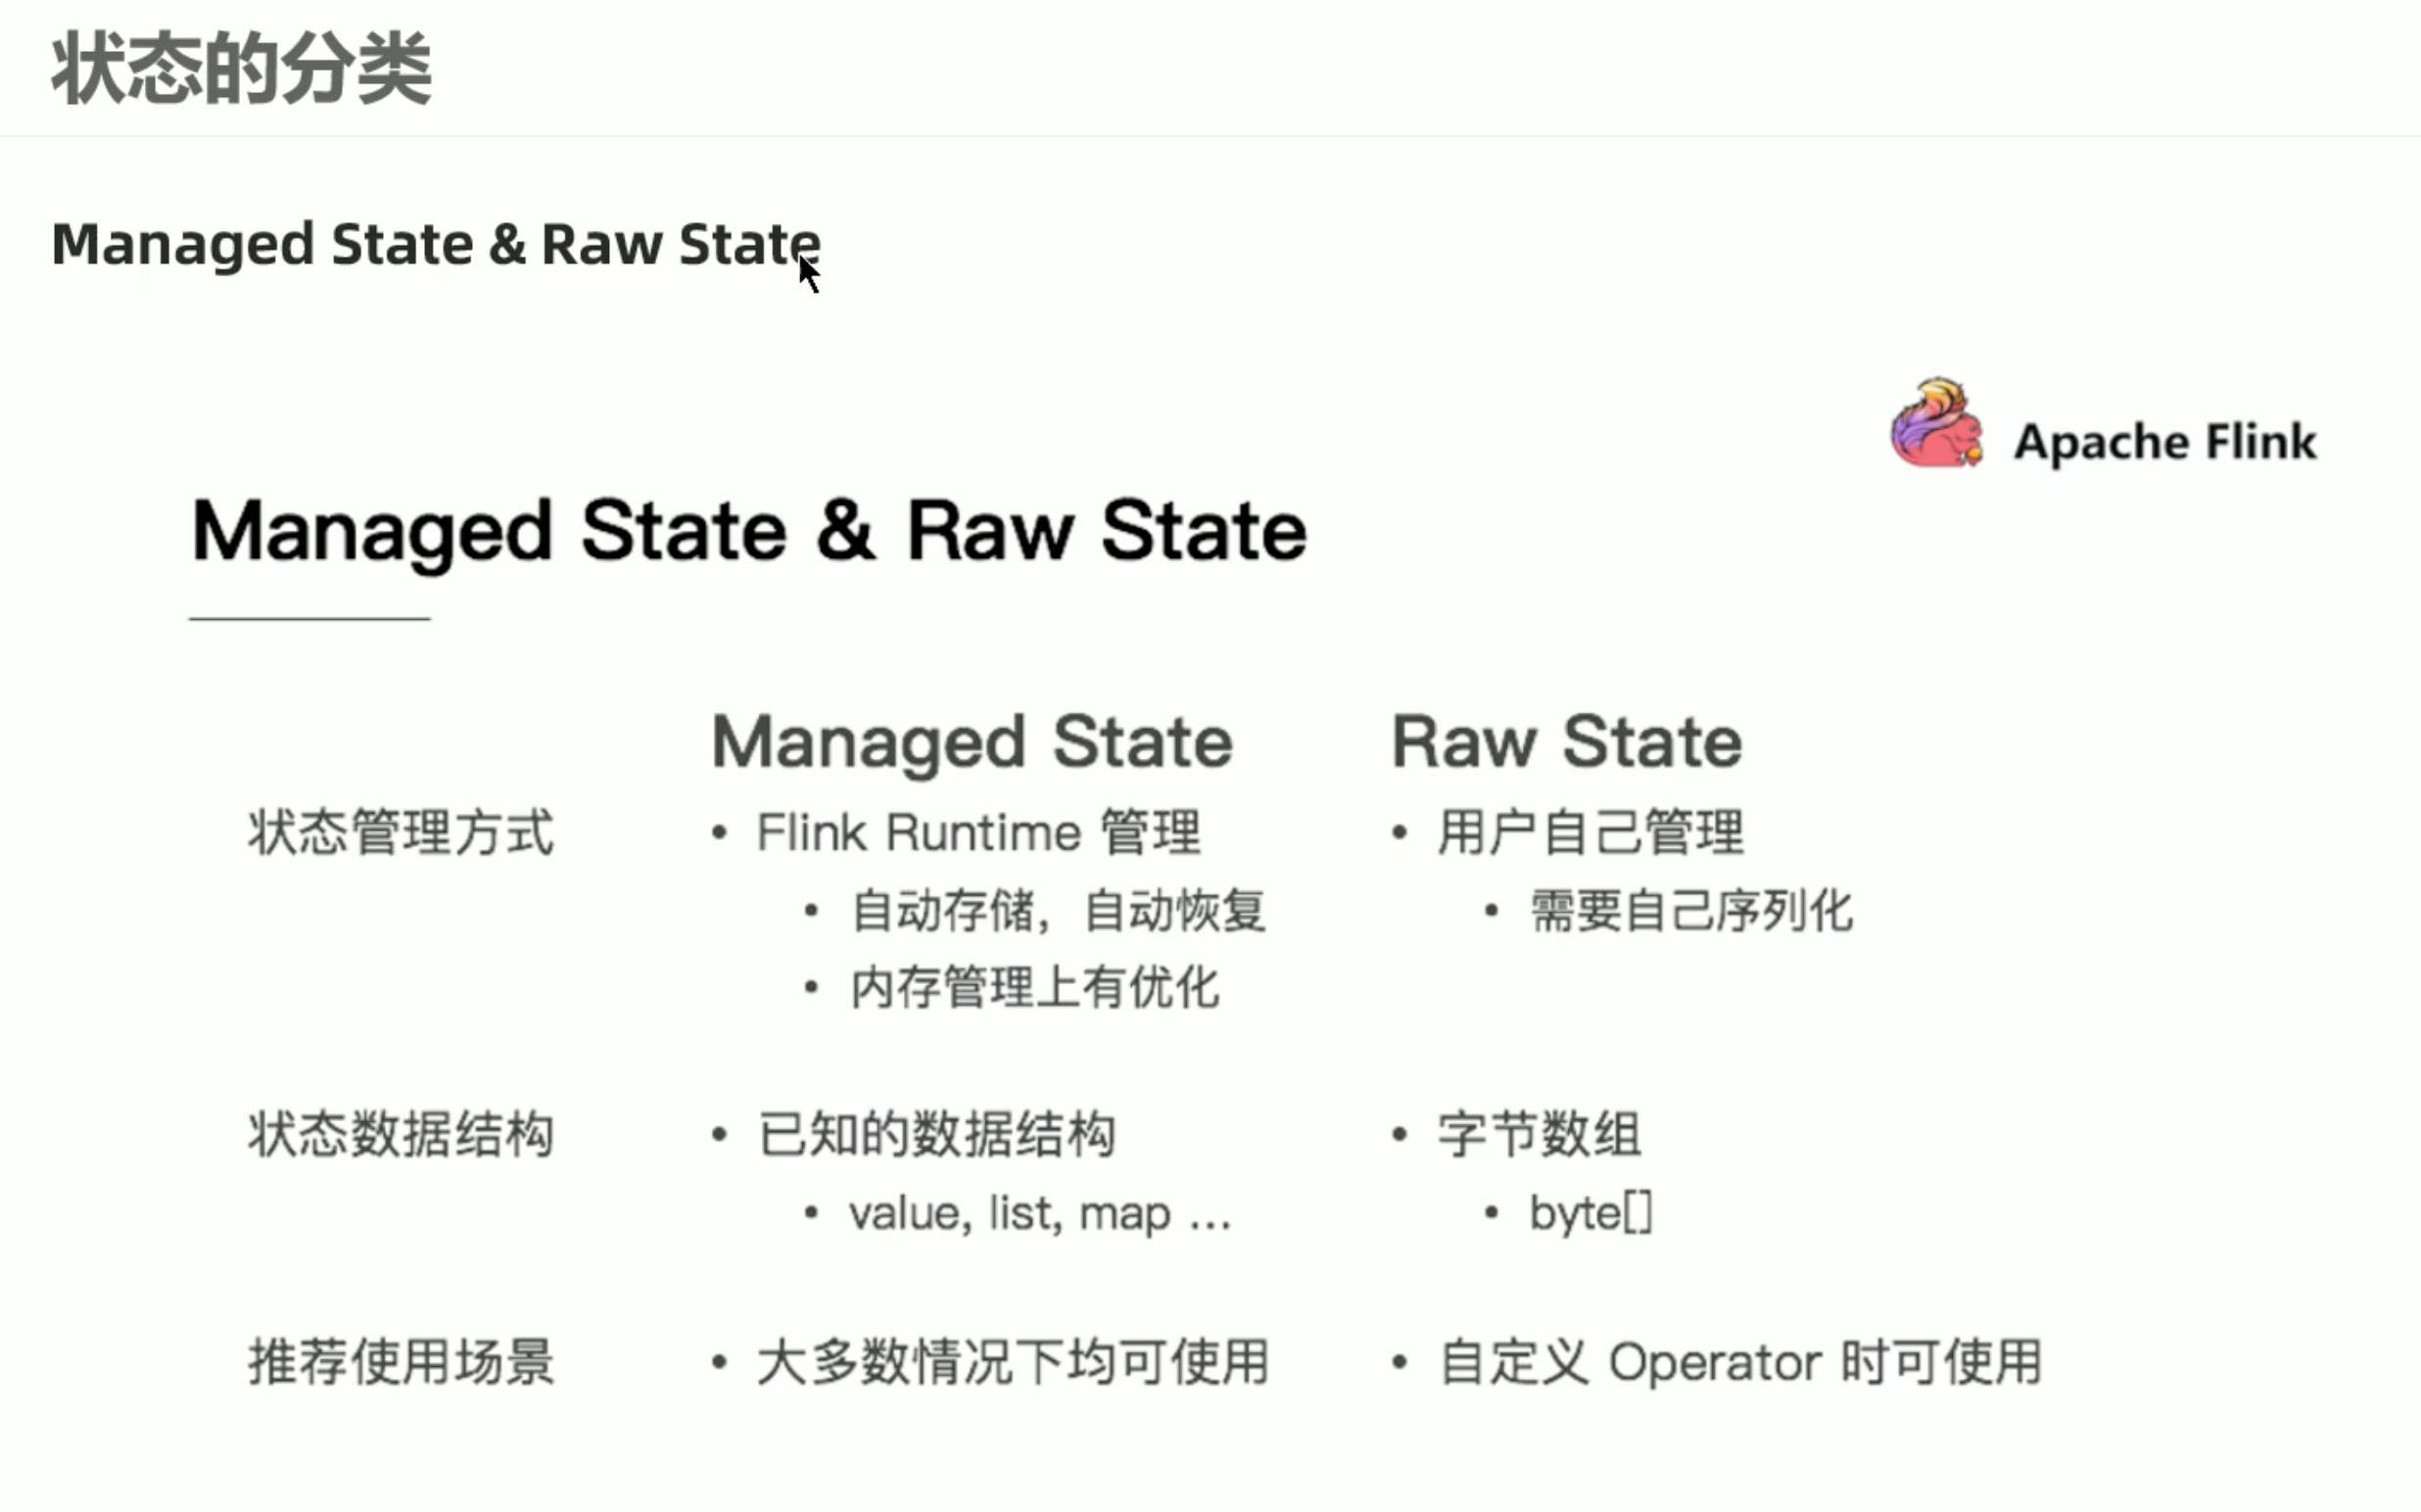 状态的分类
Managed State & Raw State
Apache Flink
Managed State & Raw State
Managed State Raw State
状态管理方式 • Flink Runtime 管理 • 用户自己管理
• 自动存储，自动恢复 • 需要自己序列化
• 内存管理上有优化
状态数据结构 • 已知的数据结构 • 字节数组
• value, list, map ... • byte[]
推荐使用场景 • 大多数情况下均可使用 • 自定义 Operator 时可使用